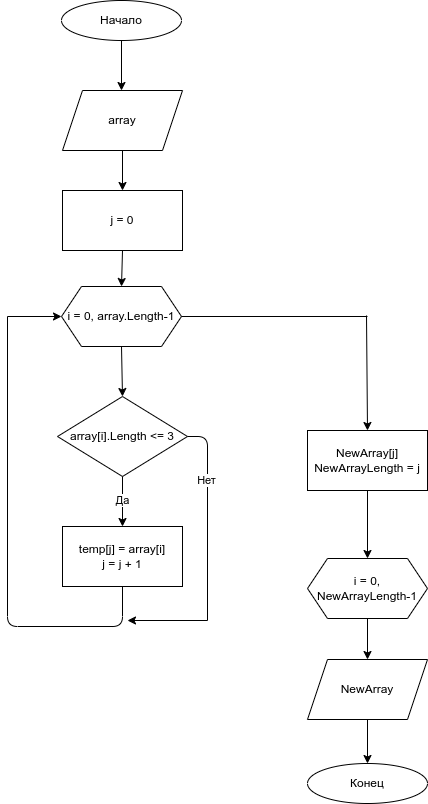 Начало
array
j = 0
i = 0, array.Length-1
array[i].Length <= 3
Нет
Да
temp[j] = array[i]
j = j + 1
NewArray[j]
NewArrayLength = j
i = 0,
NewArrayLength-1
NewArray
Конец